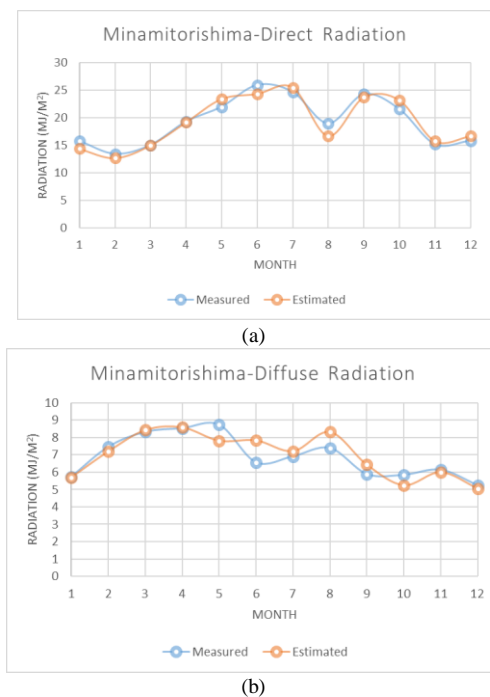 Minamitorishima-Direct Radiation
RADIATION (MJ/M²)
30
25
20
15
10
5
0
1 2 3 4 5 6 7 8 9 10 11 12
MONTH
Measured Estimated
(a)
Minamitorishima-Diffuse Radiation
RADIATION (MJ/M²)
10
9
8
7
6
5
4
3
2
1
0
1 2 3 4 5 6 7 8 9 10 11 12
MONTH
Measured Estimated
(b)